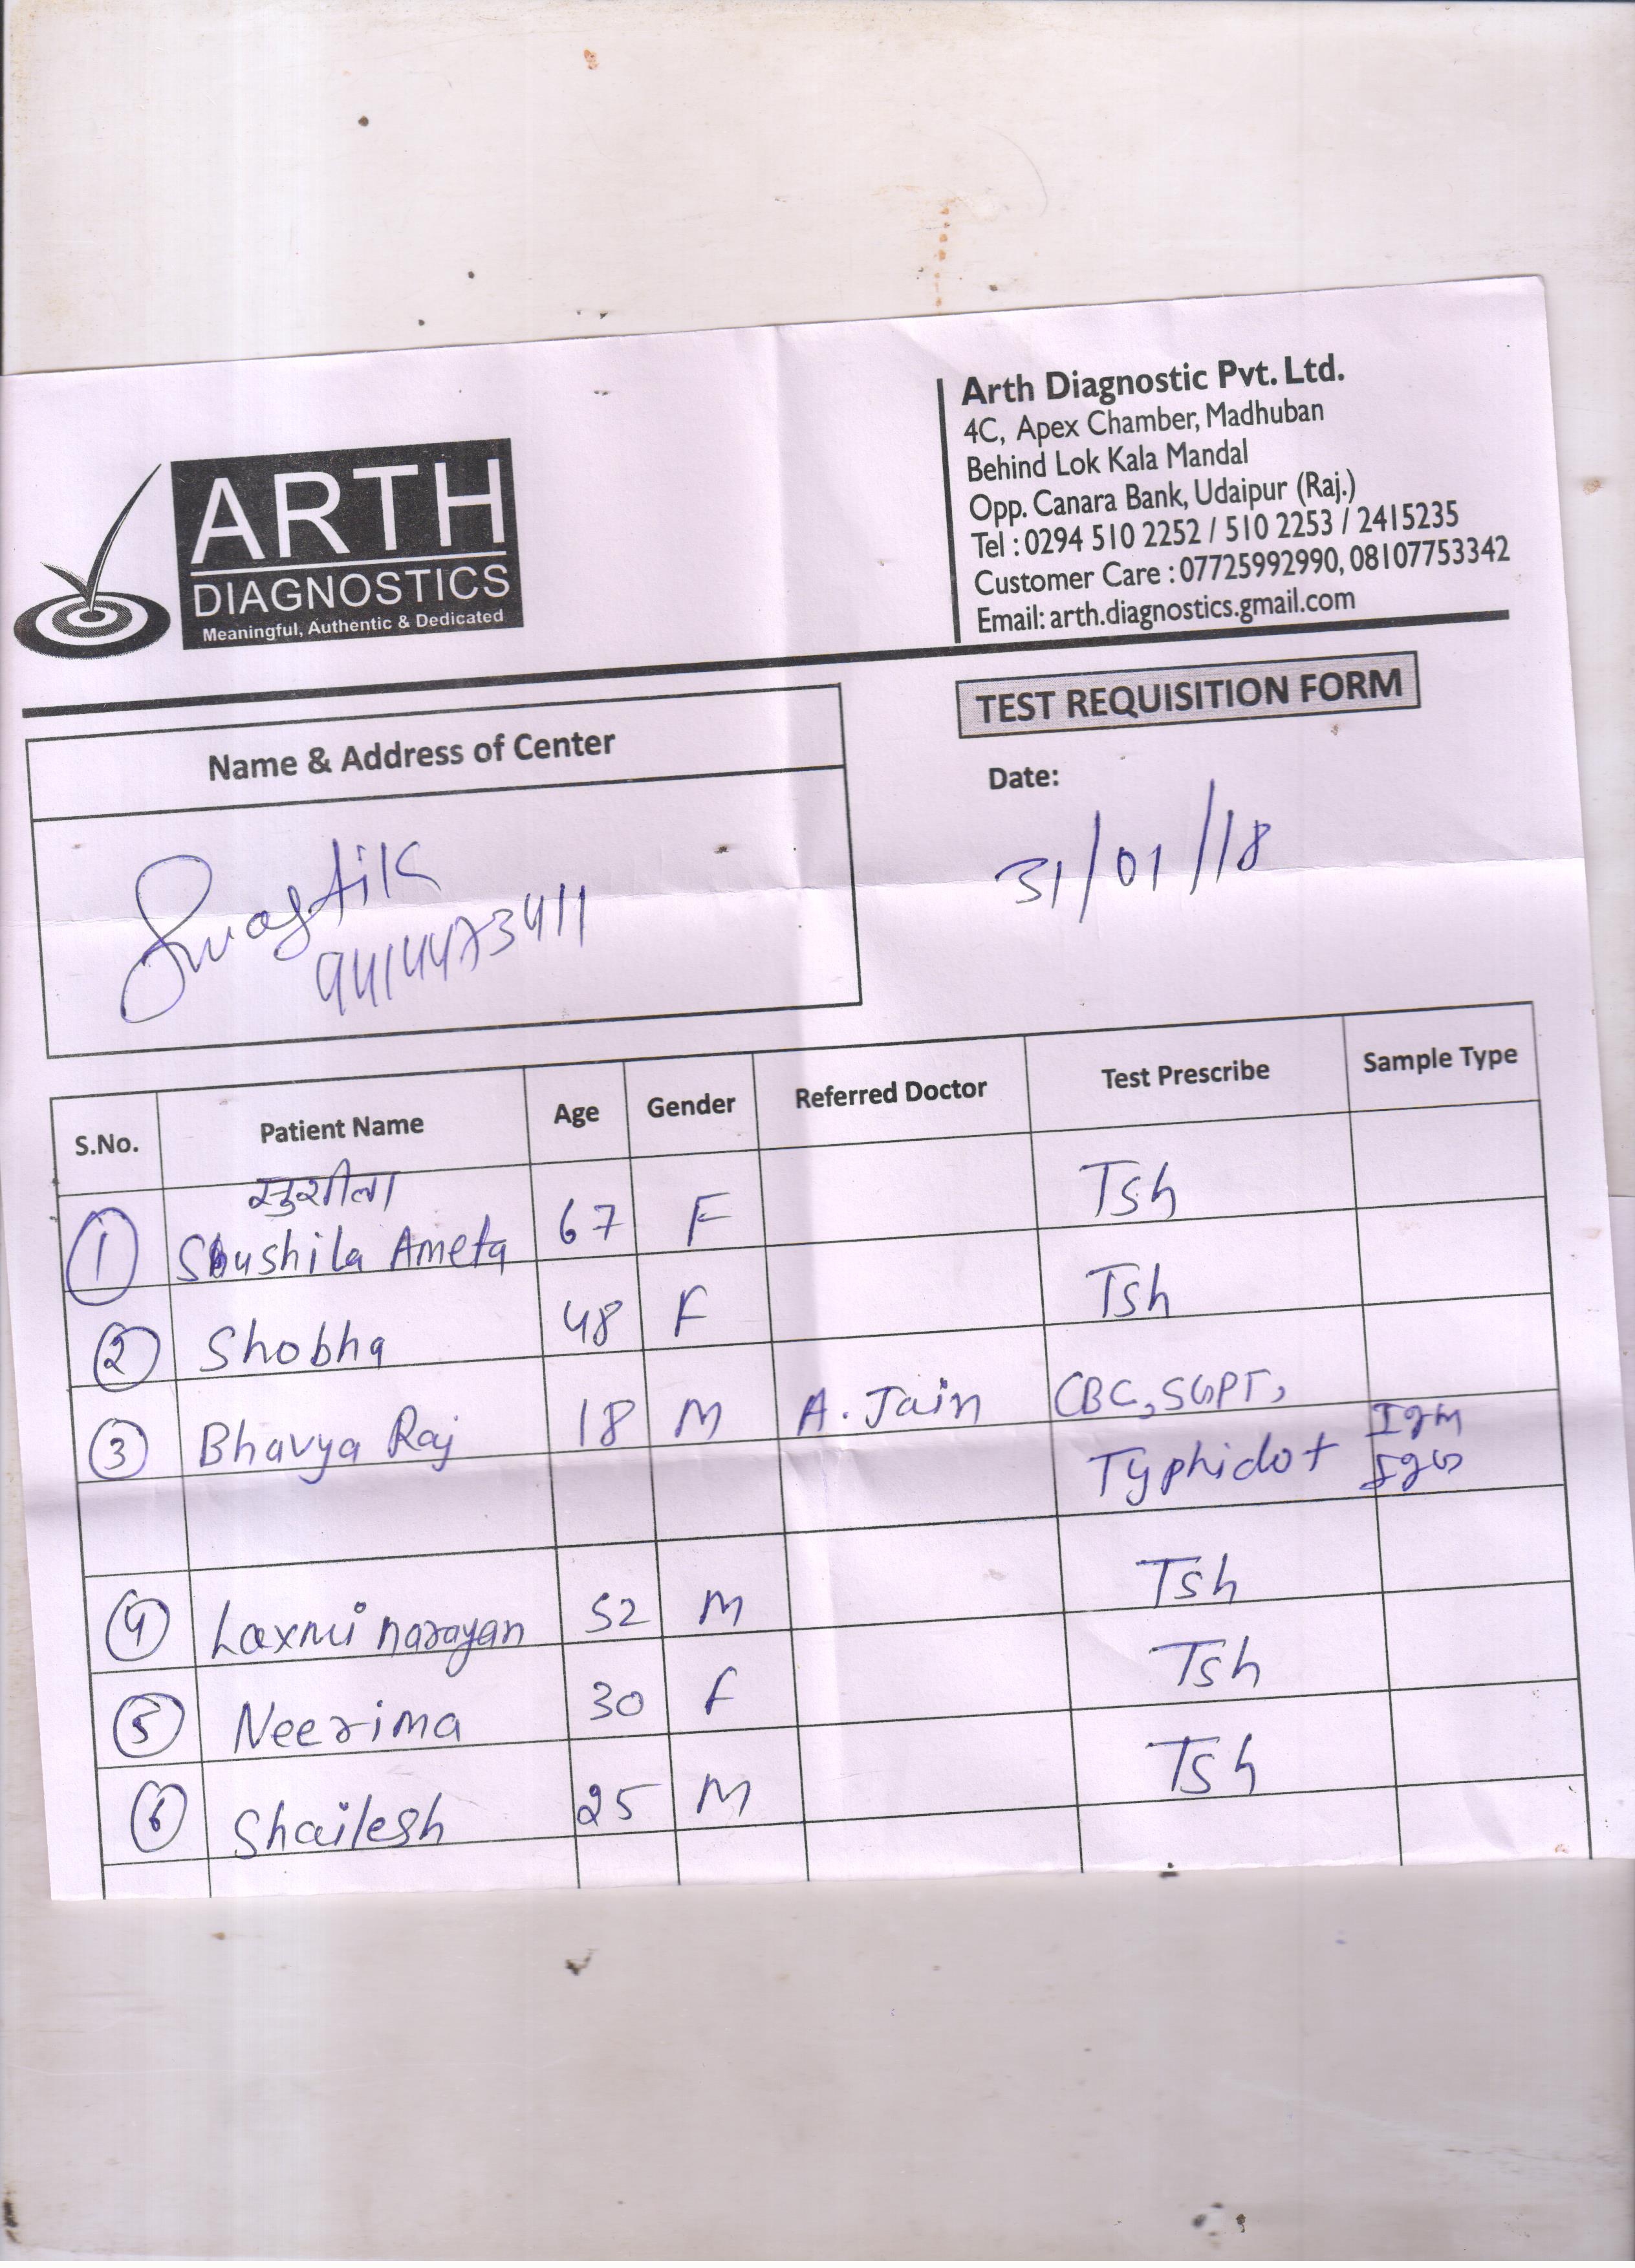 ARTH
DIAGNOSTICS
Meaningful, Authentic & Dedicated
Arth Diagnostic Pvt. Ltd.
4C, Apex Chamber, Madhuban
Behind Lok Kala Mandal
Opp. Canara Bank, Udaipur (Raj.)
Tel : 0294 510 2252 / 510 2253 / 2415235
Customer Care : 07725992990, 08107753342
Email: arth.diagnostics.gmail.com
TEST REQUISITION FORM
Name & Address of Center
Date:
Swastik
9414473411
31/01/18
S.No. Patient Name Age Gender Referred Doctor Test Prescribe Sample Type
सुशीला
1 Sushila Ameta 67 F Tsh
2 Shobha 48 F Tsh
3 Bhavya Raj 18 M A. Jain CBC, SGPT,
Typhidot IgM
IgG
4 Laxmi narayan 52 M Tsh
5 Neerima 30 F Tsh
6 Shailesh 25 M Tsh